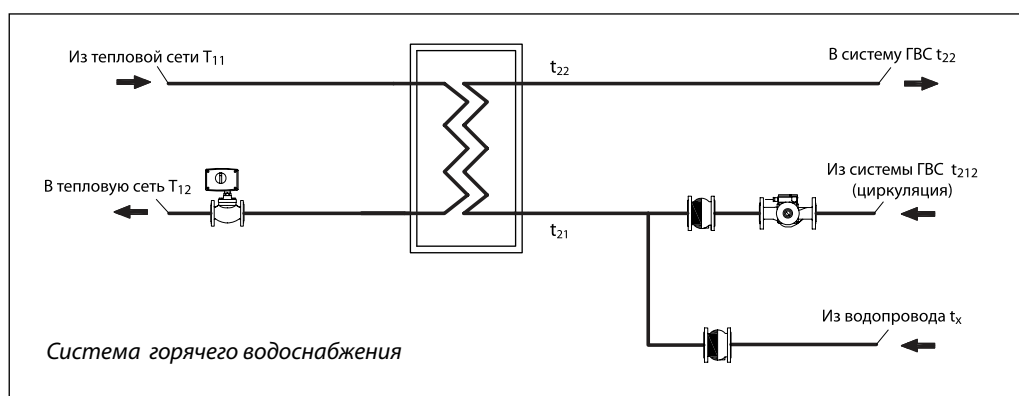 Из тепловой сети T11
В систему ГВС t22
t22
В тепловую сеть T12
Из системы ГВС t212
(циркуляция)
t21
Из водопровода tx
Система горячего водоснабжения